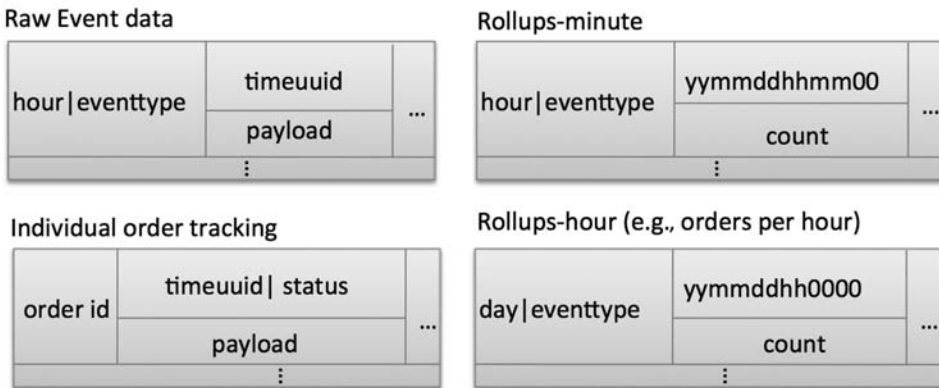 Raw Event data
hour|eventtype
timeuuid
payload
...
⋮
Rollups-minute
hour|eventtype
yymmddhhmm00
count
...
⋮
Individual order tracking
order id
timeuuid| status
payload
...
⋮
Rollups-hour (e.g., orders per hour)
day|eventtype
yymmddhh0000
count
...
⋮